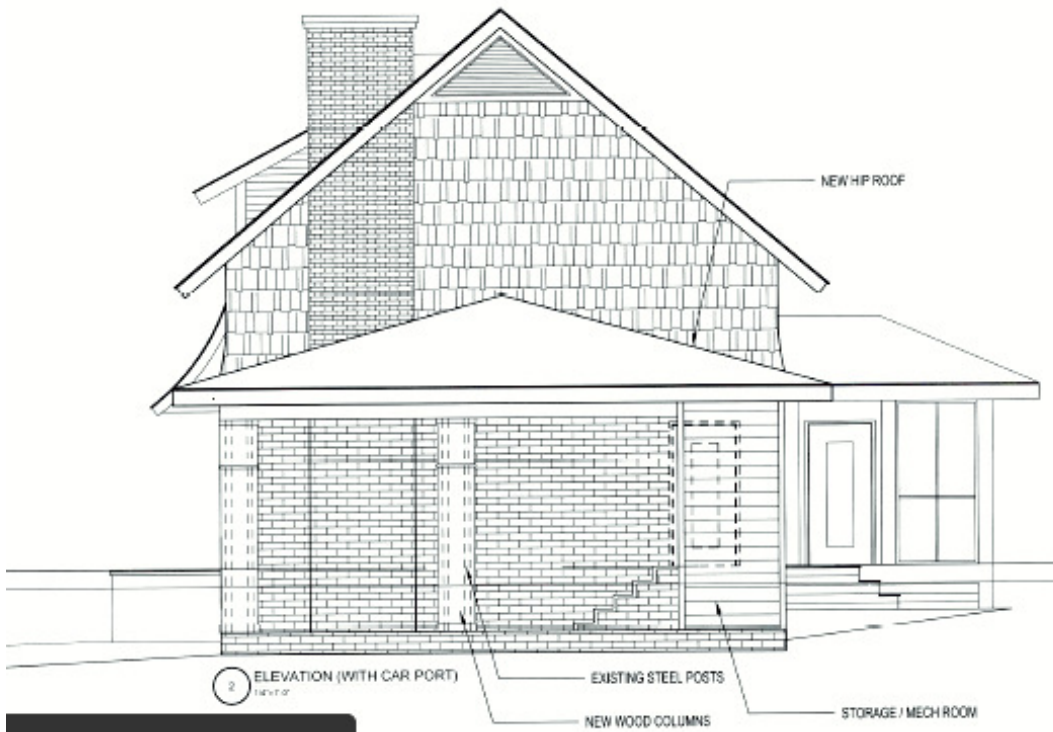 NEW HIP ROOF
2
ELEVATION (WITH CAR PORT)
EXISTING STEEL POSTS
NEW WOOD COLUMNS
STORAGE / MECH ROOM